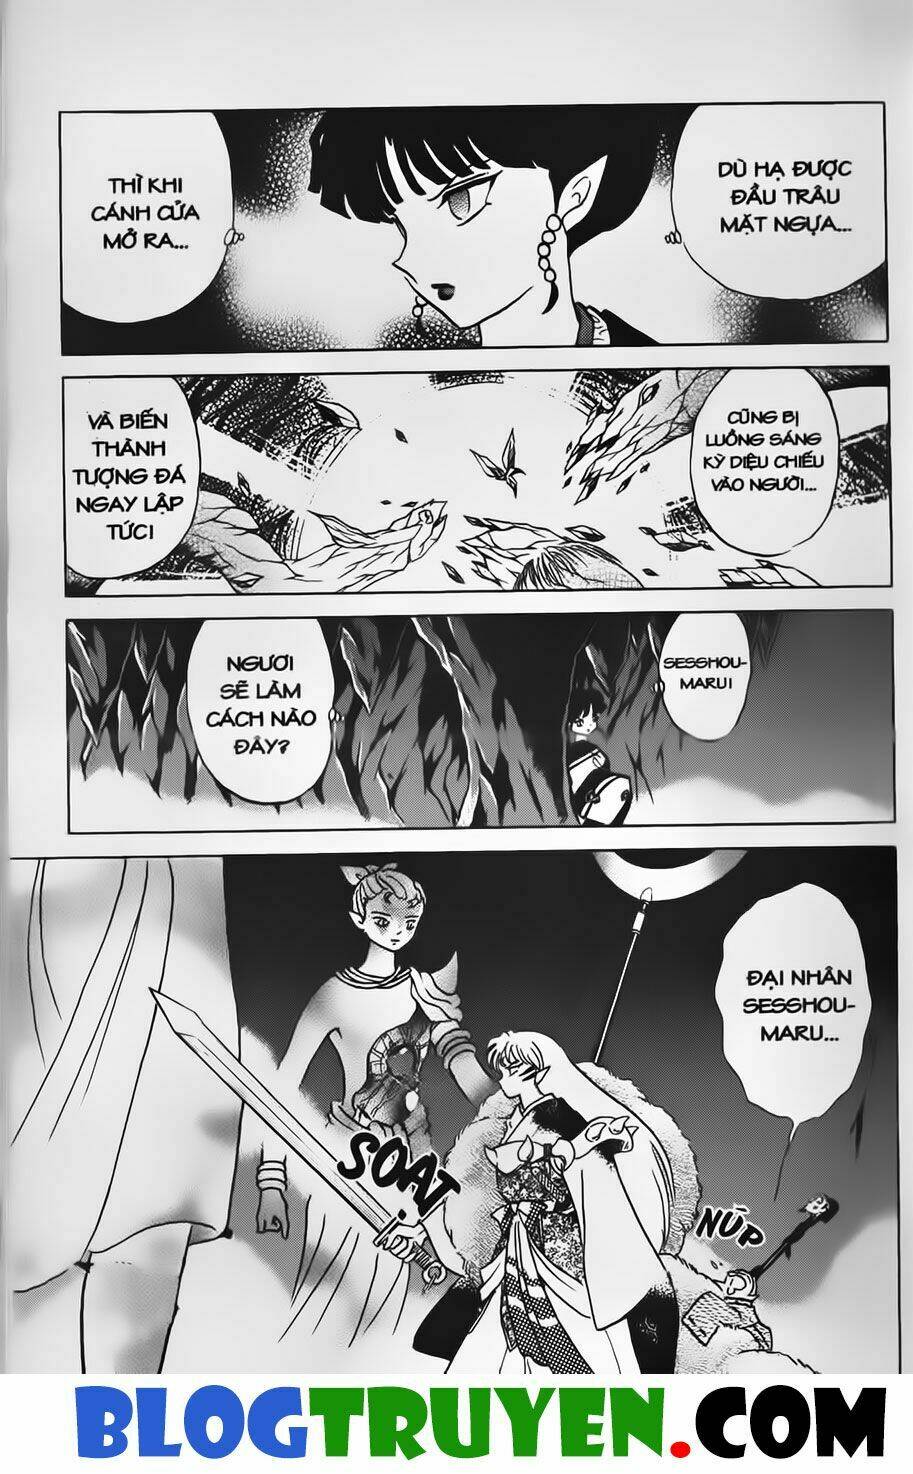 DÙ HẠ ĐƯỢC
ĐẦU TRÂU
MẶT NGỰA...
THÌ KHI
CÁNH CỬA
MỞ RA...
CŨNG BỊ
LUỒNG SÁNG
KỲ DIỆU CHIẾU
VÀO NGƯỜI...
VÀ BIẾN
THÀNH
TƯỢNG ĐÁ
NGAY LẬP
TỨC!
SESSHOU-
MARU!
NGƯƠI
SẼ LÀM
CÁCH NÀO
ĐÂY?
ĐẠI NHÂN
SESSHOU-
MARU...
SOẠT
NÚP
BLOGTRUYEN.COM